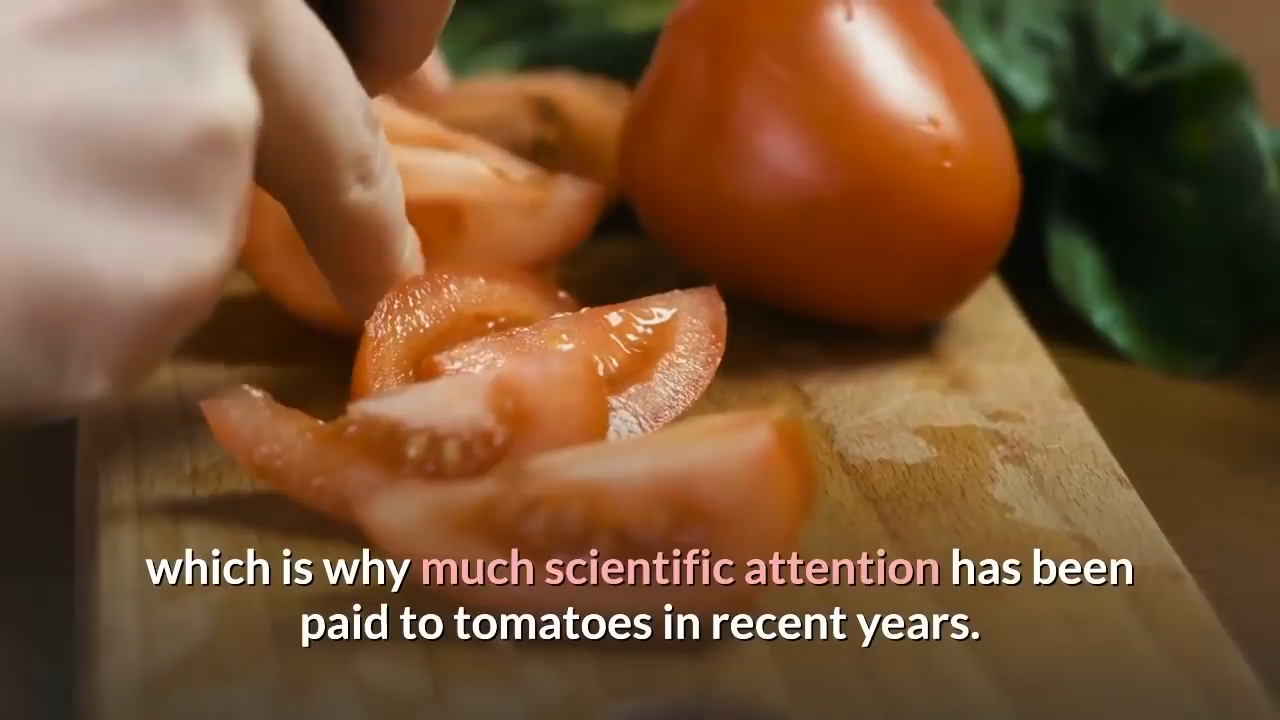 which is why much scientific attention has been
paid to tomatoes in recent years.